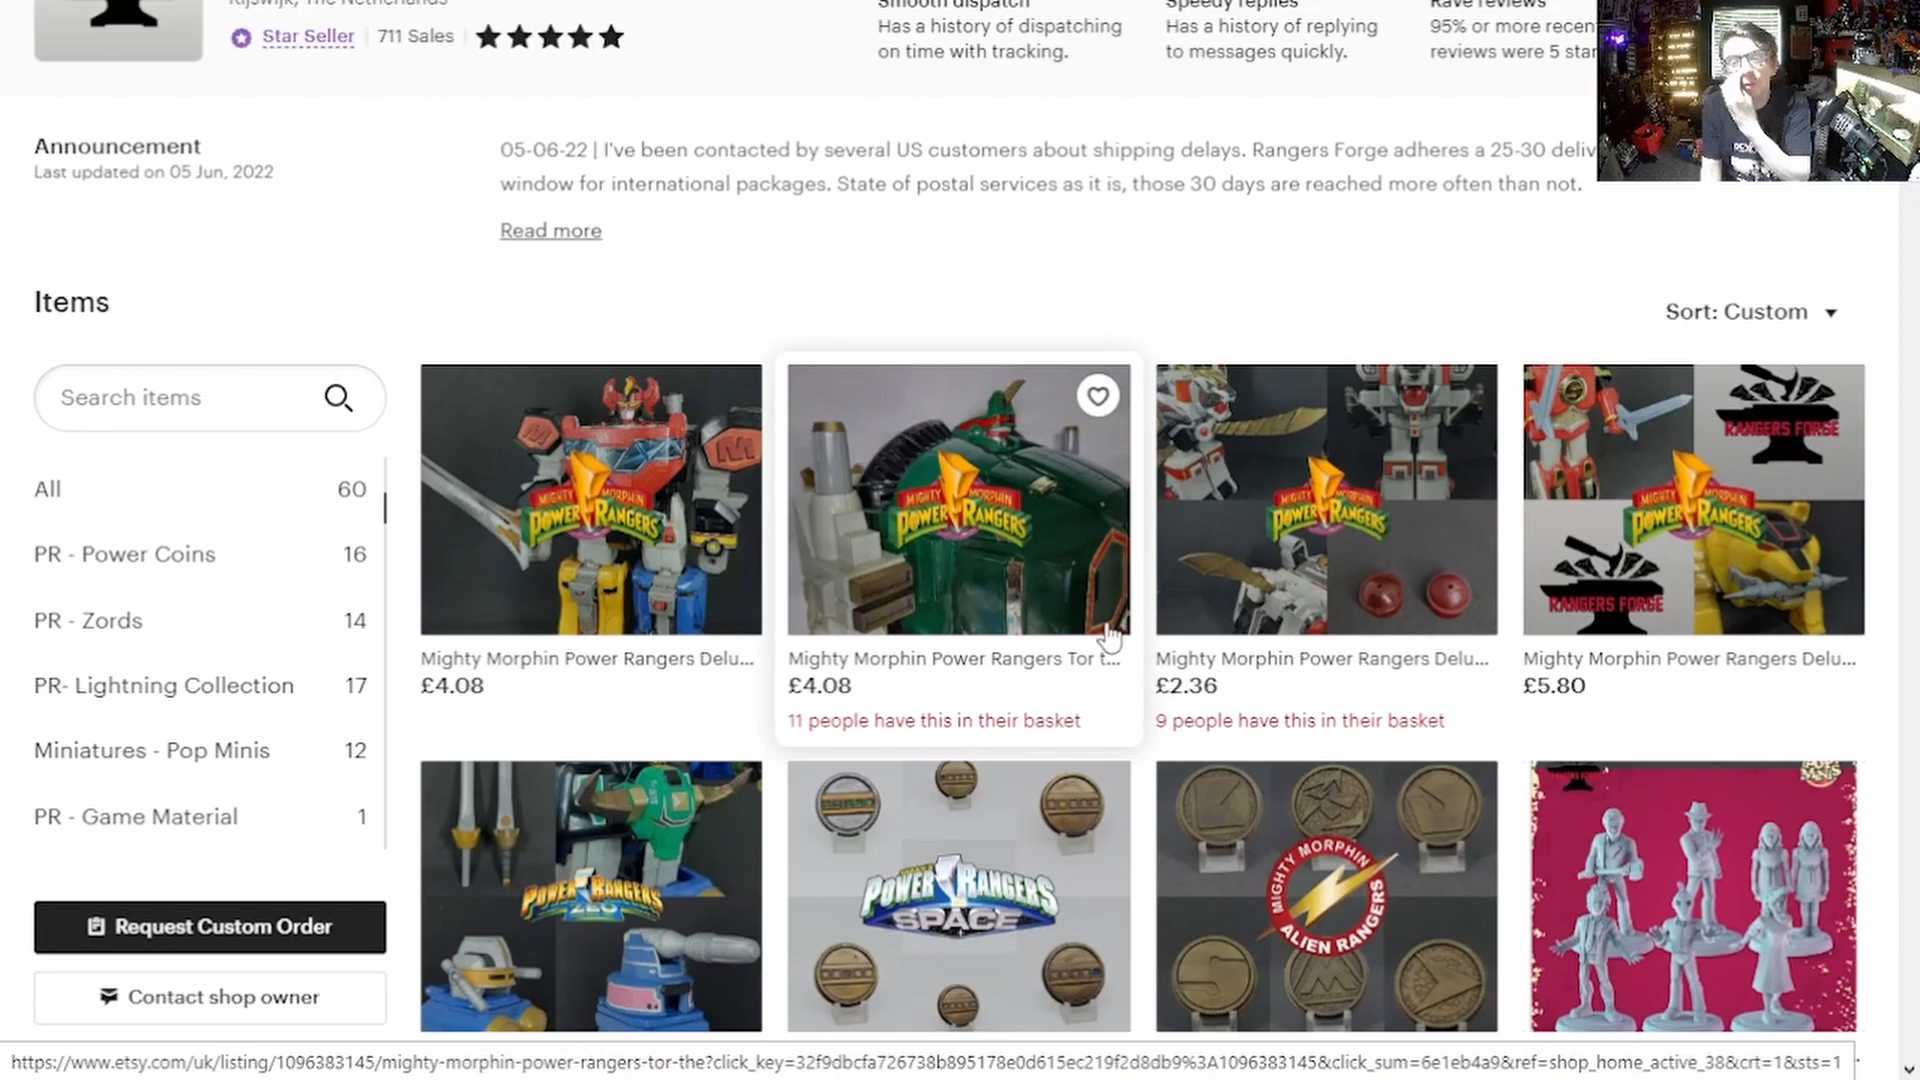 Rijswijk, The Netherlands
Star Seller
711 Sales
Smooth dispatch
Has a history of dispatching
on time with tracking.
Speedy replies
Has a history of replying
to messages quickly.
Rave reviews
95% or more recen
reviews were 5 star
Announcement
Last updated on 05 Jun, 2022
05-06-22 | I've been contacted by several US customers about shipping delays. Rangers Forge adheres a 25-30 deliv
window for international packages. State of postal services as it is, those 30 days are reached more often than not.
Read more
Items
Sort: Custom
Search items
All 60
PR - Power Coins 16
PR - Zords 14
PR- Lightning Collection 17
Miniatures - Pop Minis 12
PR - Game Material 1
Request Custom Order
Contact shop owner
MIGHTY MORPHIN
POWER RANGERS
Mighty Morphin Power Rangers Delu...
£4.08
MIGHTY MORPHIN
POWER RANGERS
Mighty Morphin Power Rangers Tor t...
£4.08
11 people have this in their basket
MIGHTY MORPHIN
POWER RANGERS
Mighty Morphin Power Rangers Delu...
£2.36
9 people have this in their basket
RANGERS FORGE
MIGHTY MORPHIN
POWER RANGERS
RANGERS FORGE
Mighty Morphin Power Rangers Delu...
£5.80
POWER RANGERS
ZEO
POWER RANGERS
SPACE
MIGHTY MORPHIN
ALIEN RANGERS
https://www.etsy.com/uk/listing/1096383145/mighty-morphin-power-rangers-tor-the?click_key=32f9dbcfa726738b895178e0d615ec219f2d8db9%3A1096383145&click_sum=6e1eb4a9&ref=shop_home_active_38&crt=1&sts=1